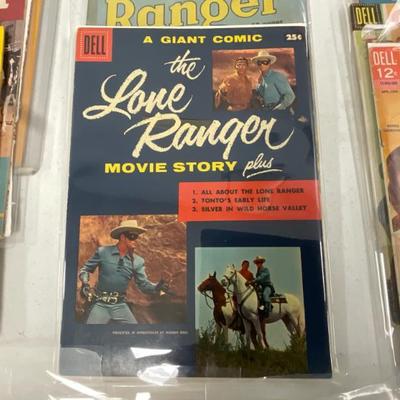 Ranger
DELL
A GIANT COMIC
25¢
the
Lone
Ranger
MOVIE STORY plus
1. ALL ABOUT THE LONE RANGER
2. TONTO'S EARLY LIFE
3. SILVER IN WILD HORSE VALLEY
DELL
12¢